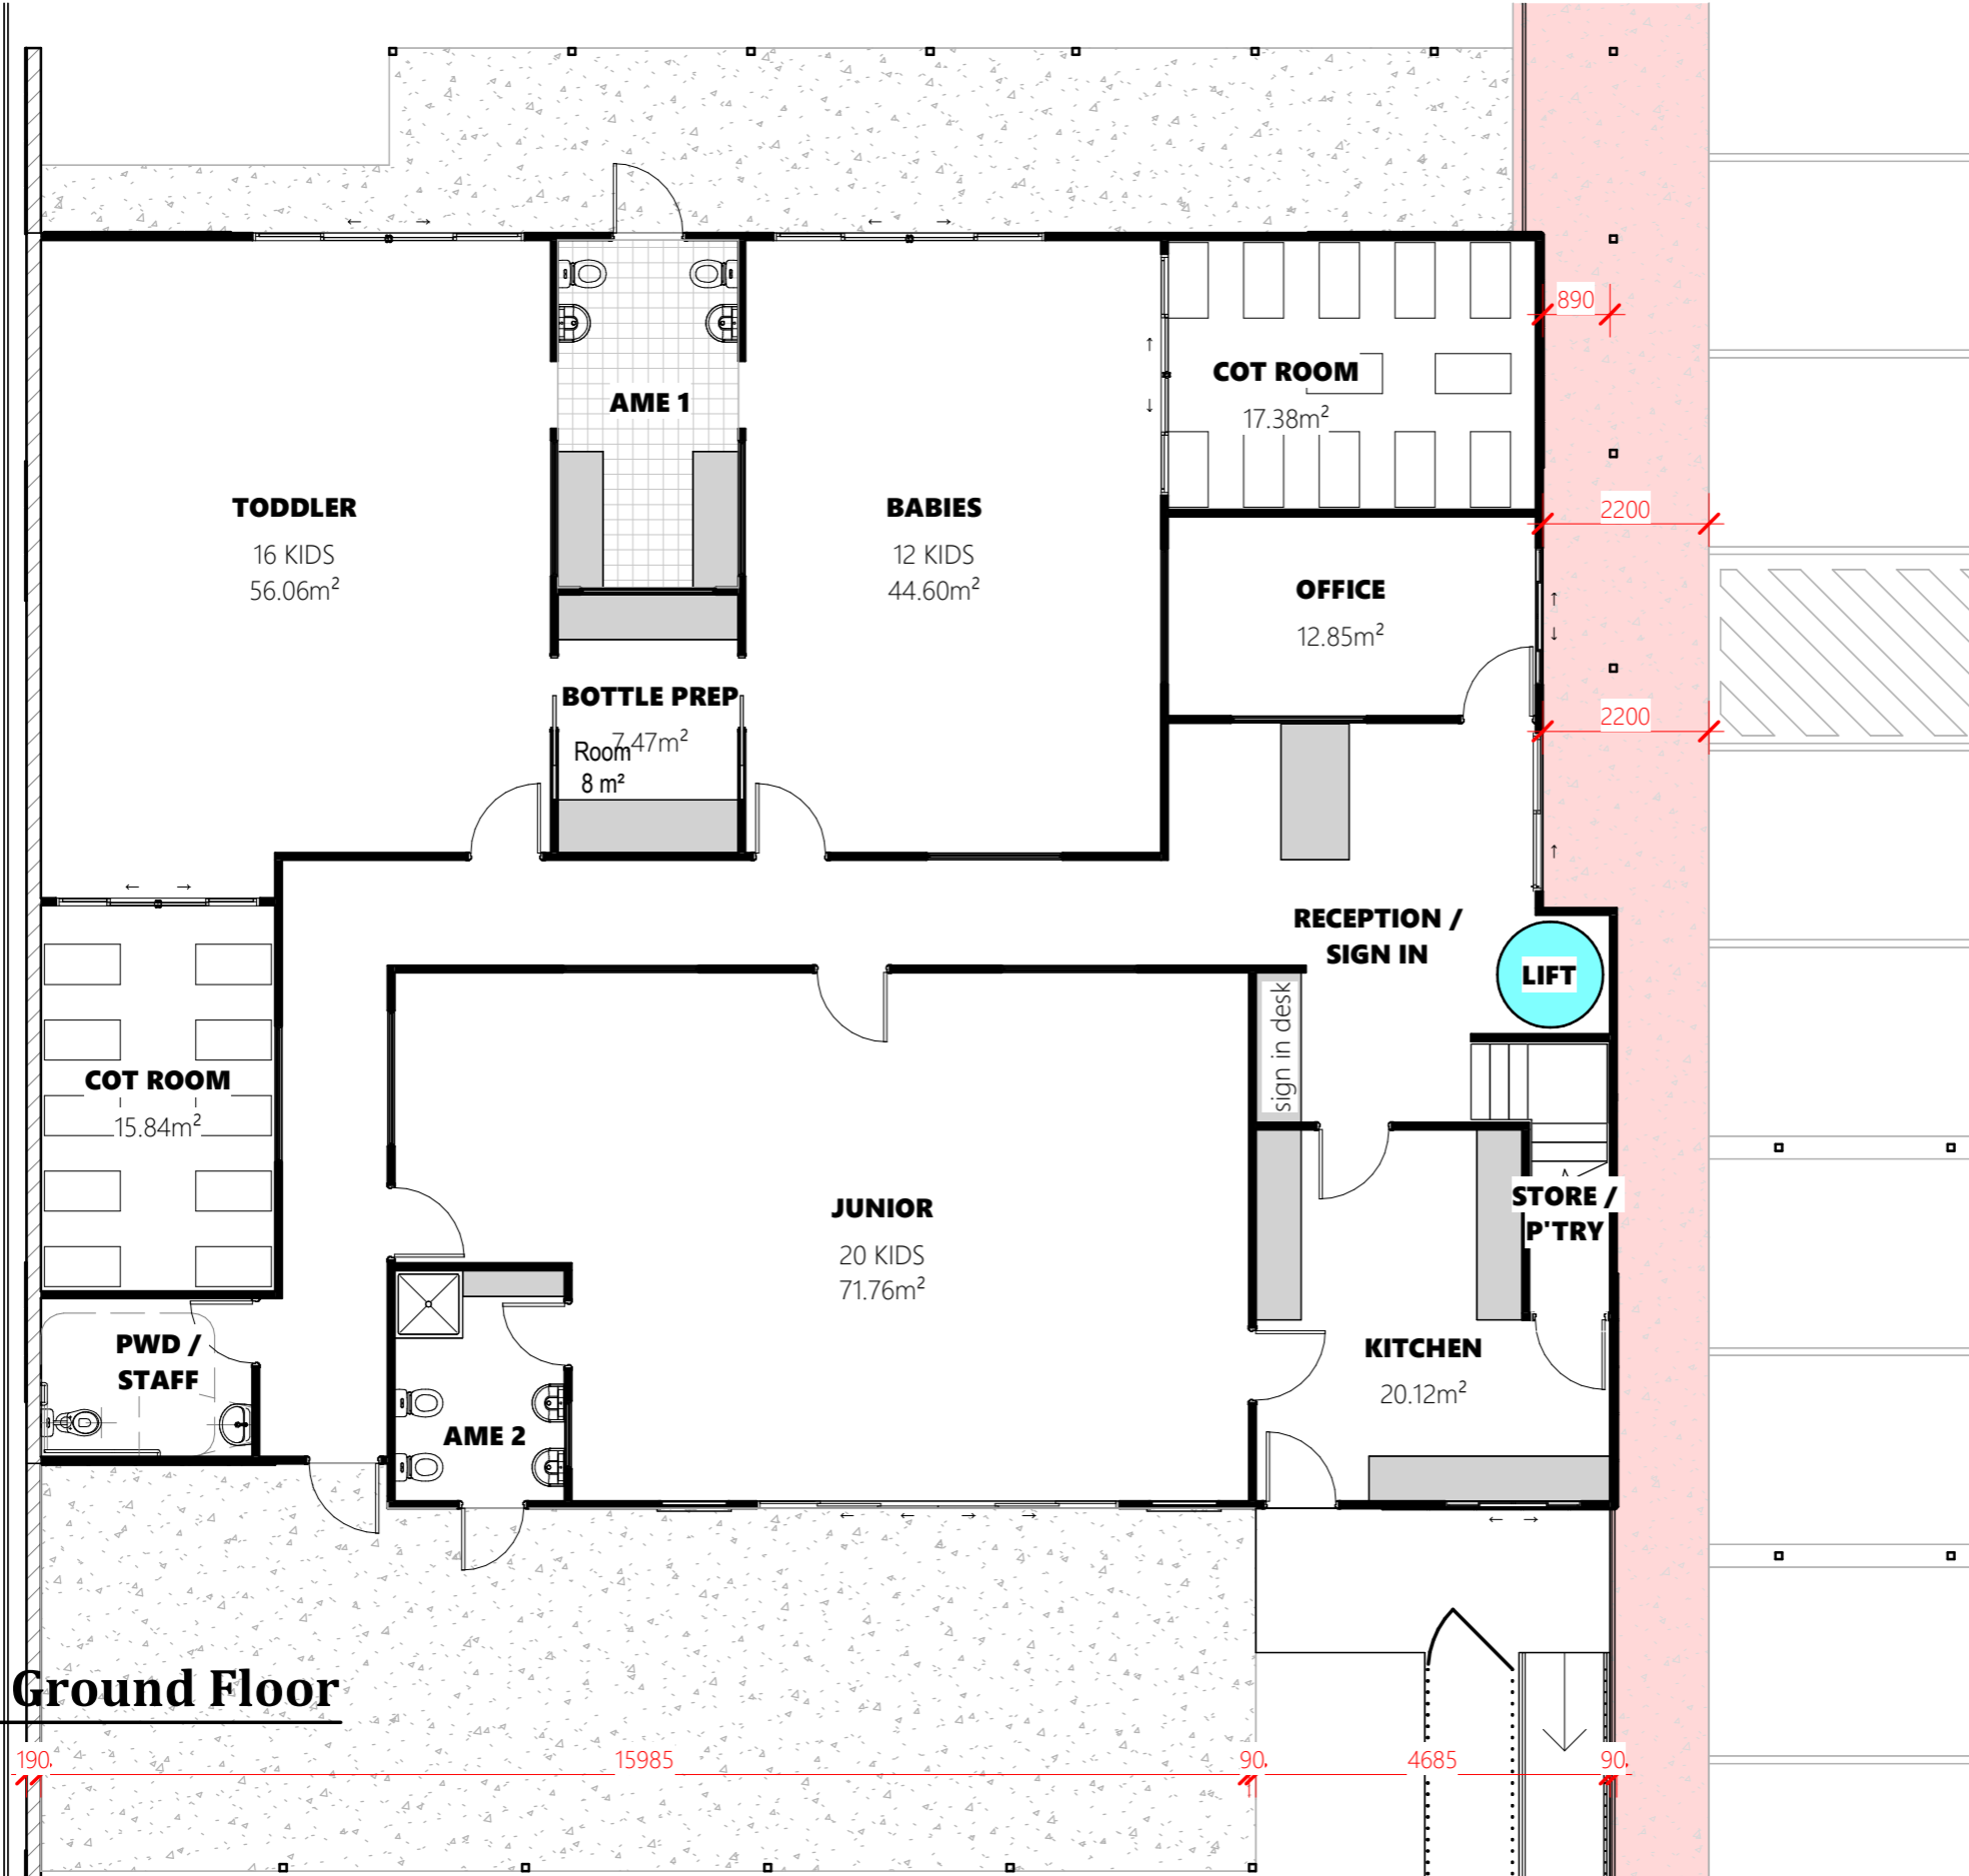 890
COT ROOM
17.38m²
AME 1
TODDLER
16 KIDS
56.06m²
BABIES
12 KIDS
44.60m²
2200
OFFICE
12.85m²
BOTTLE PREP
7.47m²
Room
8 m²
2200
RECEPTION /
SIGN IN
LIFT
sign in desk
COT ROOM
15.84m²
JUNIOR
20 KIDS
71.76m²
STORE /
P'TRY
PWD /
STAFF
KITCHEN
20.12m²
AME 2
Ground Floor
190
15985
90
4685
90